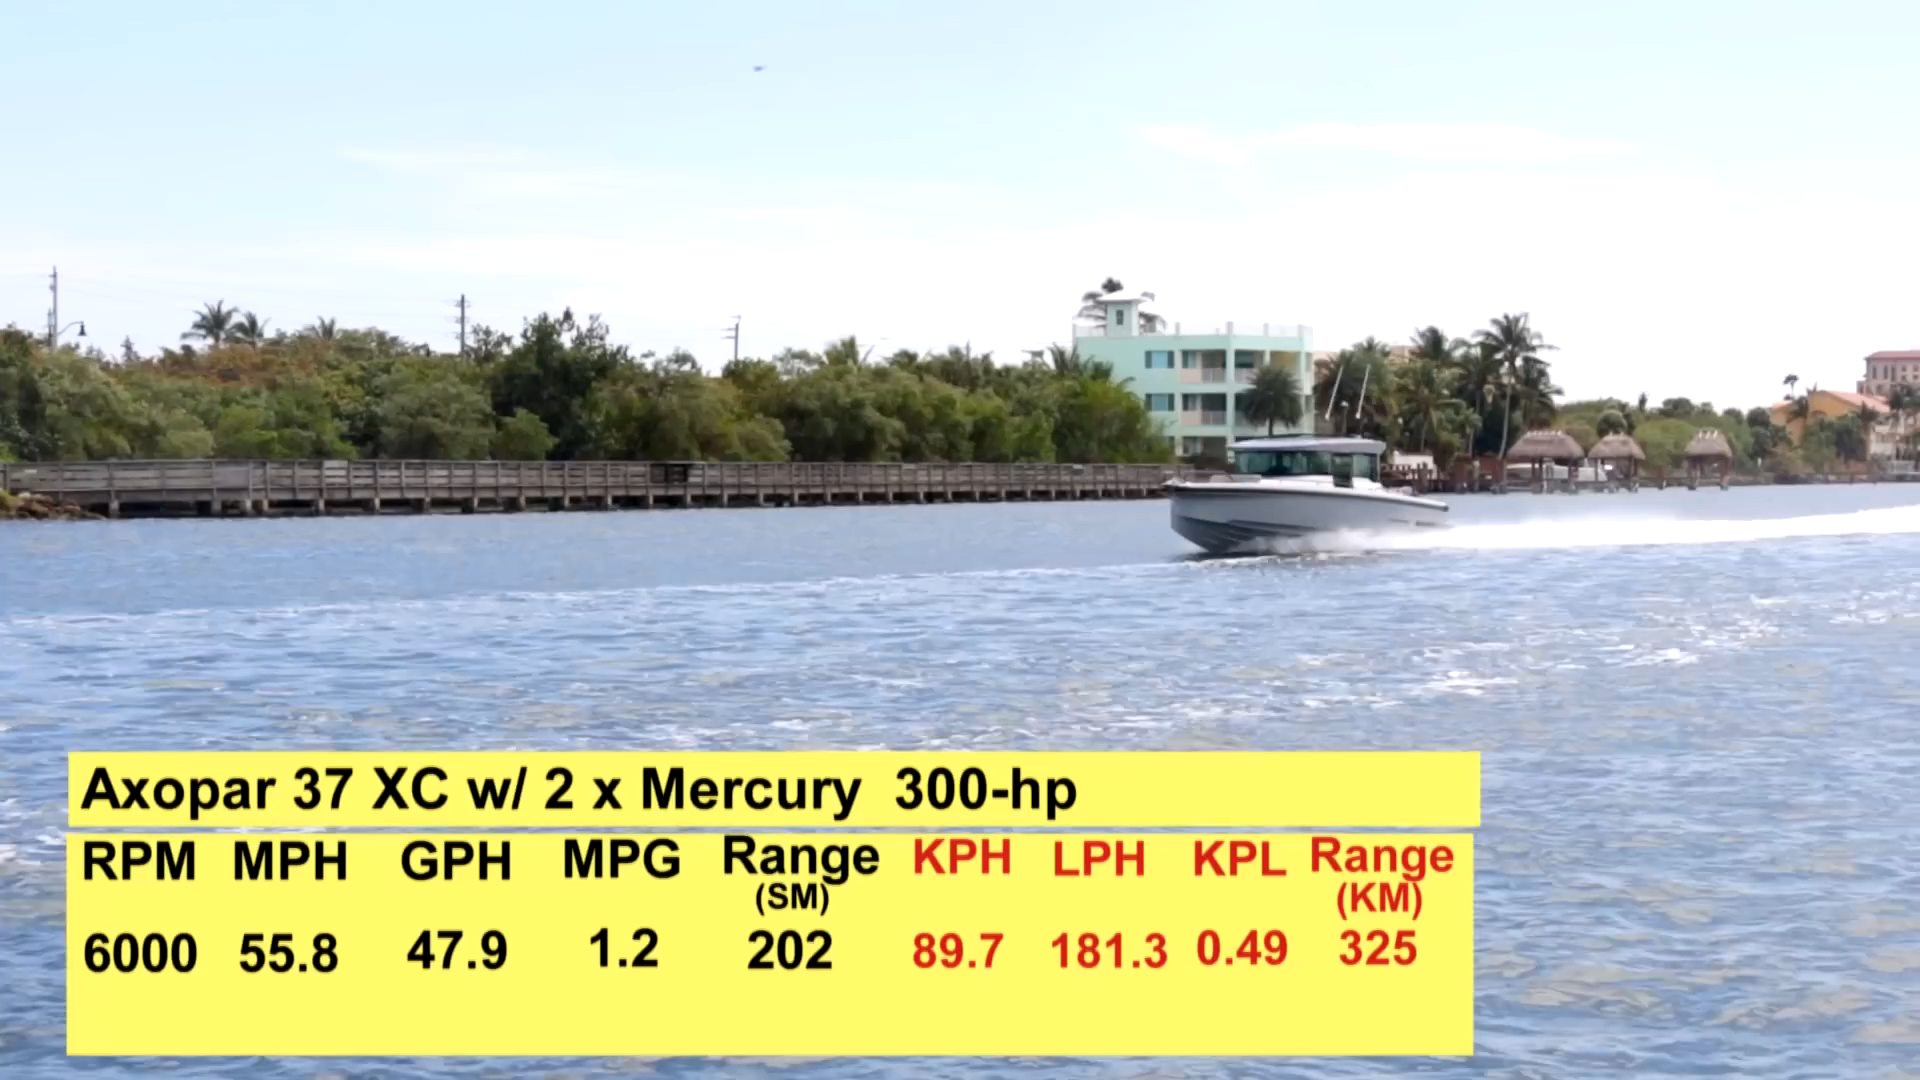 Axopar 37 XC w/ 2 x Mercury 300-hp
RPM MPH GPH MPG Range (SM) KPH LPH KPL Range (KM)
6000 55.8 47.9 1.2 202 89.7 181.3 0.49 325